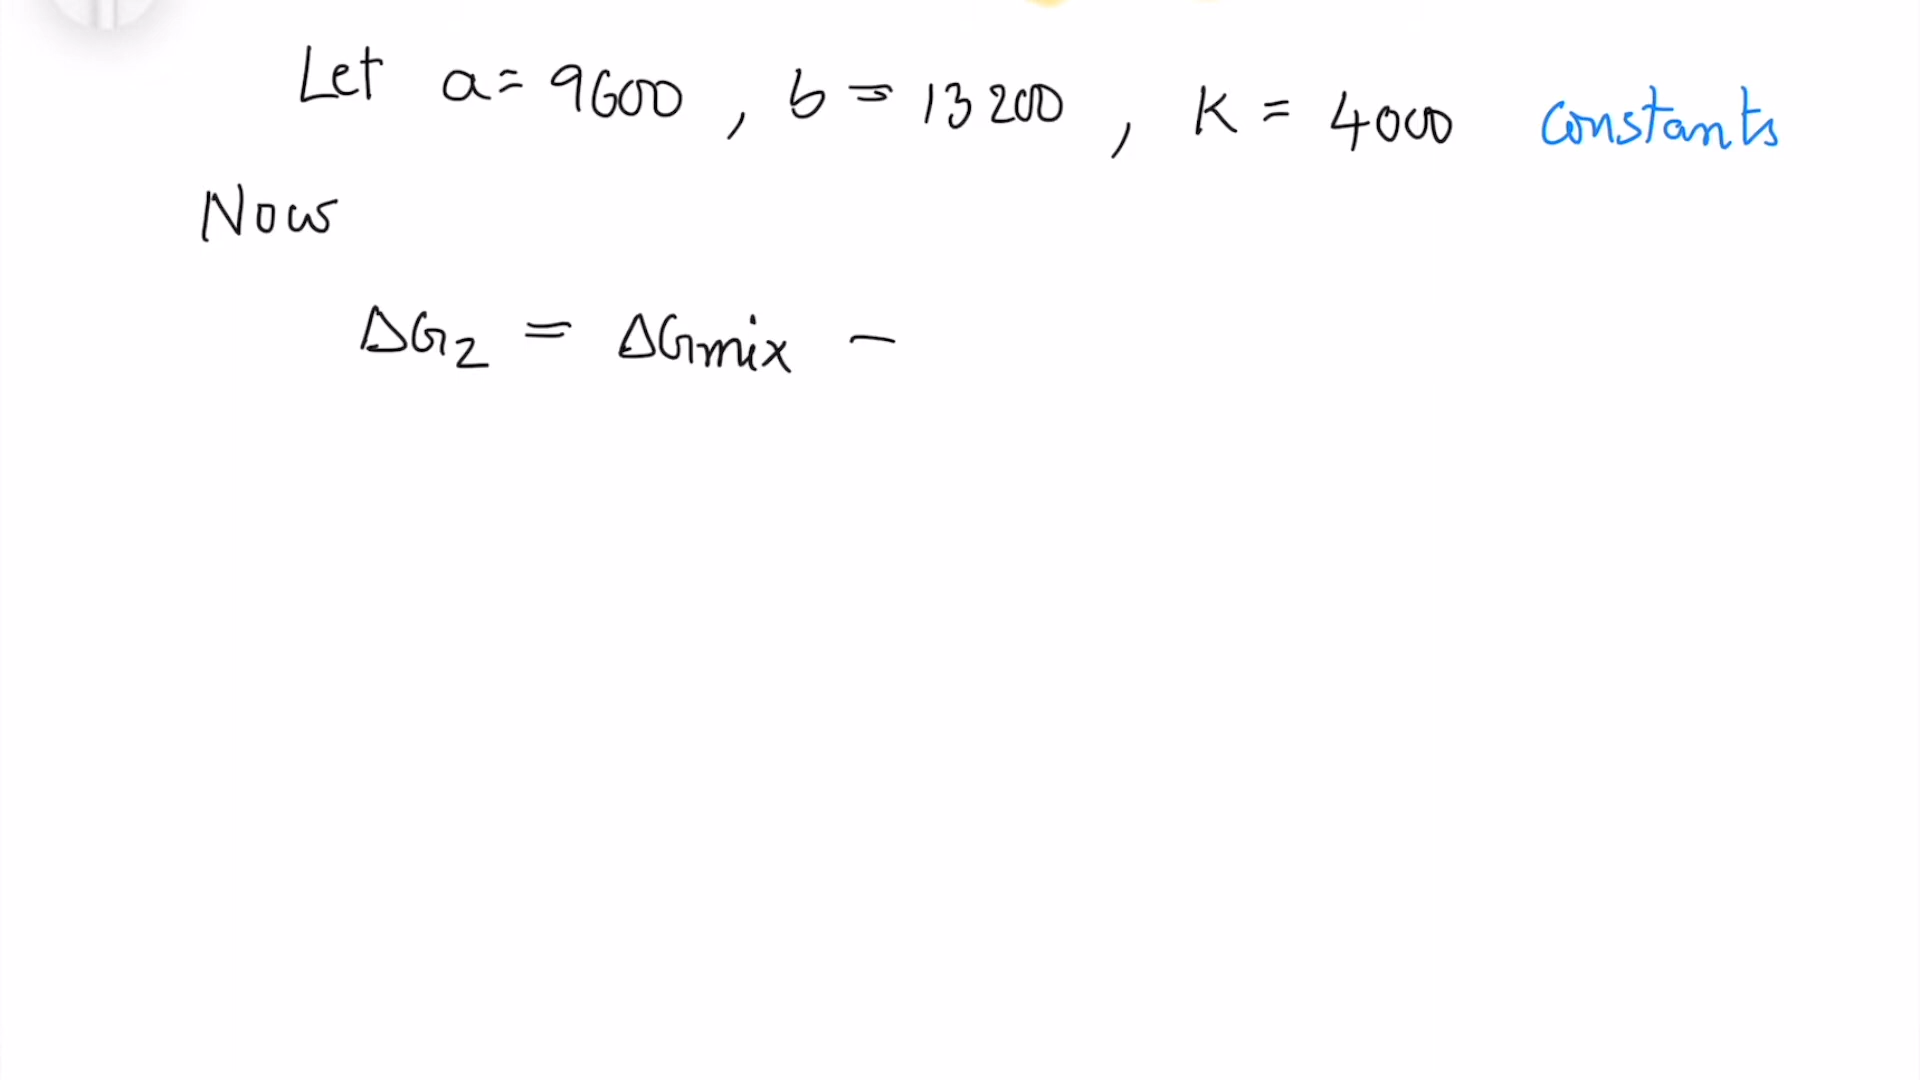 Let a = 9600 , b = 13200 , K = 4000 constants
Now
ΔG₂ = ΔGmix −